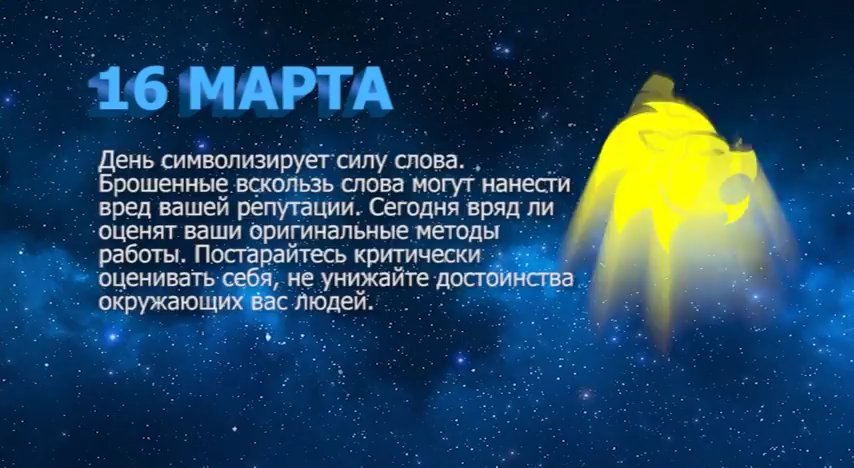 16 МАРТА
День символизирует силу слова.
Брошенные вскользь слова могут нанести
вред вашей репутации. Сегодня вряд ли
оценят ваши оригинальные методы
работы. Постарайтесь критически
оценивать себя, не унижайте достоинства
окружающих вас людей.